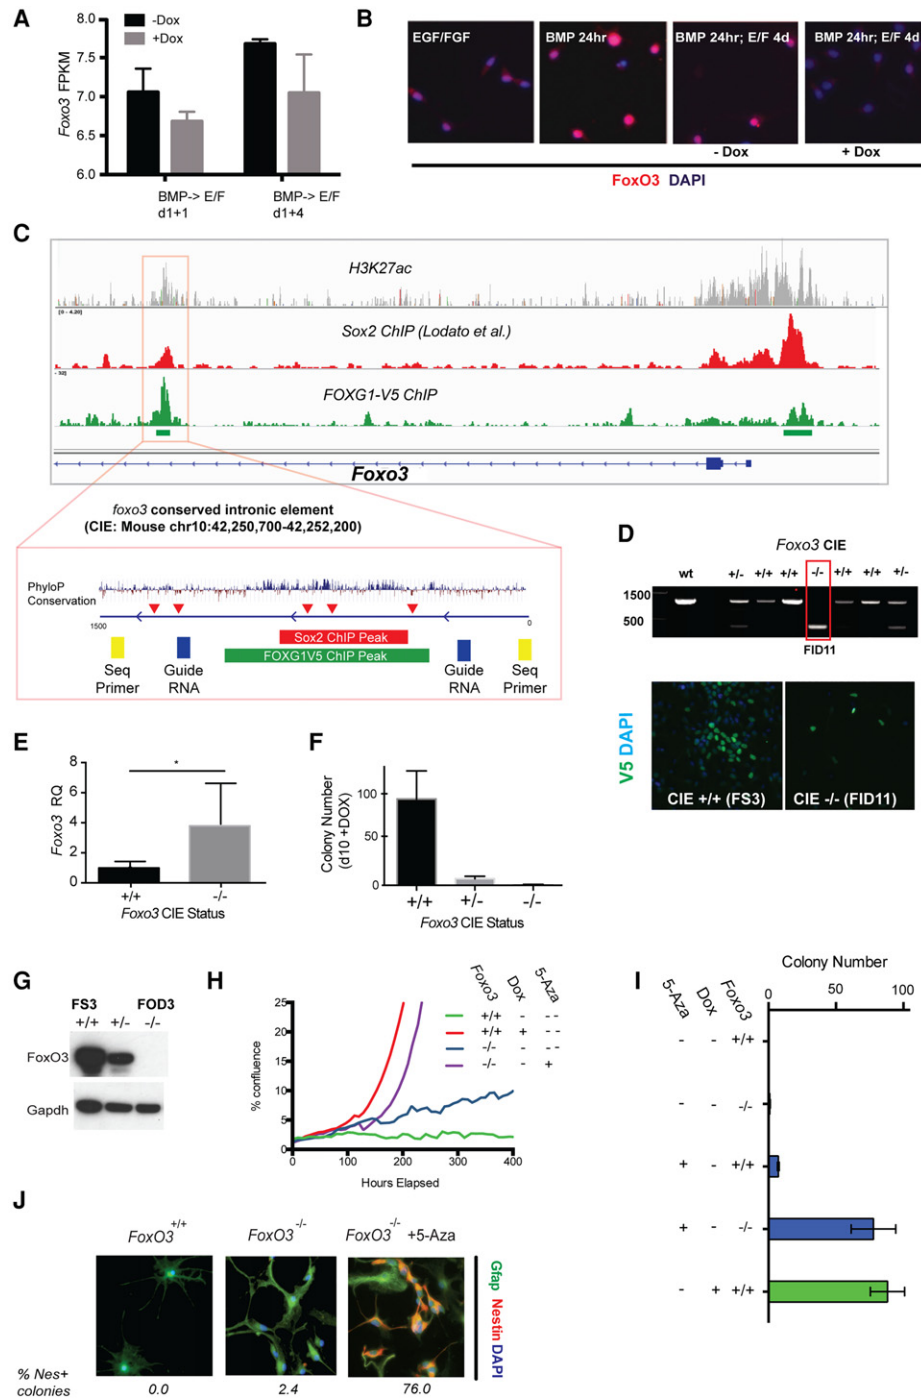 A
8.0
7.5
7.0
6.5
6.0
Foxo3 FPKM
-Dox
+Dox
BMP-> E/F
d1+1
BMP-> E/F
d1+4
B
EGF/FGF
BMP 24hr
BMP 24hr; E/F 4d
BMP 24hr; E/F 4d
- Dox
+ Dox
FoxO3 DAPI
C
H3K27ac
[0 - 4.20]
Sox2 ChIP (Lodato et al.)
- 32]
FOXG1-V5 ChIP
Foxo3
foxo3 conserved intronic element
(CIE: Mouse chr10:42,250,700-42,252,200)
PhyloP
Conservation
1500
0
Sox2 ChIP Peak
FOXG1V5 ChIP Peak
Seq
Primer
Guide
RNA
Guide
RNA
Seq
Primer
D
Foxo3 CIE
wt
+/-
+/+
+/+
-/-
+/+
+/+
+/-
1500
500
FID11
V5 DAPI
CIE +/+ (FS3)
CIE -/- (FID11)
E
8
6
4
2
0
Foxo3 RQ
*
+/+
-/-
Foxo3 CIE Status
F
Colony Number
(d10 +DOX)
100
50
0
+/+
+/-
-/-
Foxo3 CIE Status
G
FS3
FOD3
+/+
+/-
-/-
FoxO3
Gapdh
H
25
20
15
10
5
0
% confluence
0
100
200
300
400
Hours Elapsed
Foxo3
Dox
5-Aza
+/+ - --
+/+ + --
-/- - --
-/- - +
I
Colony Number
0
50
100
5-Aza
Dox
Foxo3
- - +/+
- - -/-
+ - +/+
+ - -/-
- + +/+
J
FoxO3+/+
FoxO3-/-
FoxO3-/- +5-Aza
Gfap Nestin DAPI
% Nes+
colonies
0.0
2.4
76.0